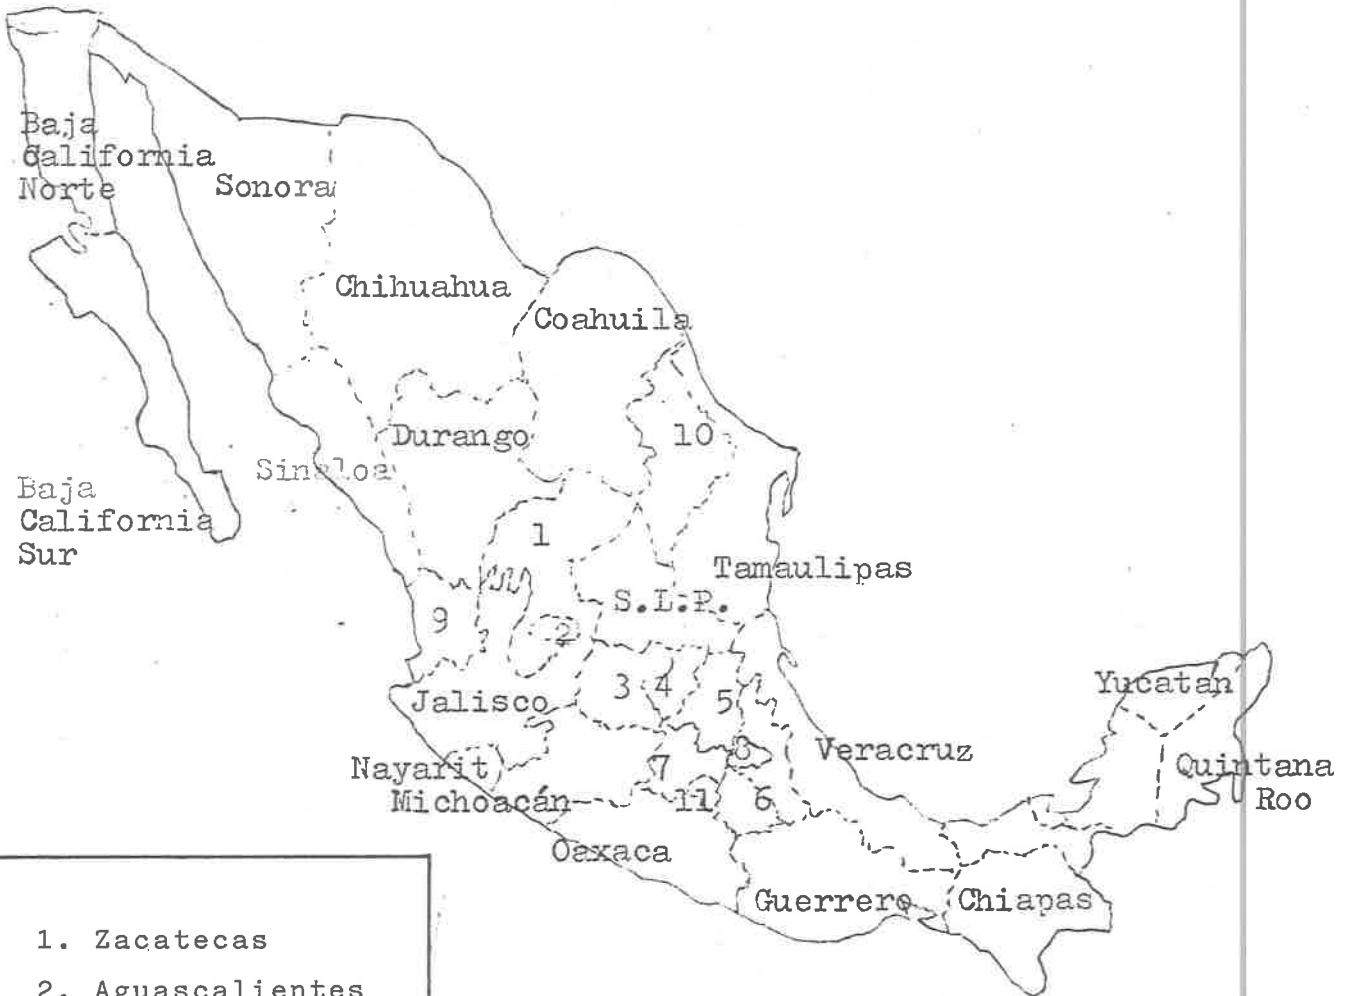 Baja
California
Norte
Sonora
Chihuahua
Coahuila
Durango
10
Sinaloa
Baja
California
Sur
1
Tamaulipas
S.L.P.
9
2
3
4
5
Jalisco
Yucatan
Nayarit
7
8
Veracruz
Quintana
Roo
Michoacán
11
6
Oaxaca
Guerrero
Chiapas
1. Zacatecas
2. Aguascalientes